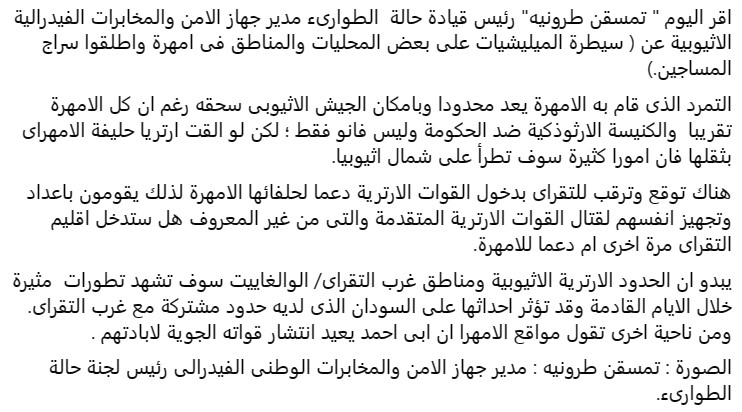 اقر اليوم " تمسقن طرونيه" رئيس قيادة حالة الطوارىء مدير جهاز الامن والمخابرات الفيدرالية
الاثيوبية عن ( سيطرة الميليشيات على بعض المحليات والمناطق فى امهرة واطلقوا سراج
المساجين.)
التمرد الذى قام به الامهرة يعد محدودا وبامكان الجيش الاثيوبى سحقه رغم ان كل الامهرة
تقريبا والكنيسة الارثوذكية ضد الحكومة وليس فانو فقط ؛ لكن لو القت ارتريا حليفة الامهراى
بثقلها فان امورا كثيرة سوف تطرأ على شمال اثيوبيا.
هناك توقع وترقب للتقراى بدخول القوات الارترية دعما لحلفائها الامهرة لذلك يقومون باعداد
وتجهيز انفسهم لقتال القوات الارترية المتقدمة والتى من غير المعروف هل ستدخل اقليم
التقراى مرة اخرى ام دعما للامهرة.
يبدو ان الحدود الارترية الاثيوبية ومناطق غرب التقراى/ الوالغاييت سوف تشهد تطورات مثيرة
خلال الايام القادمة وقد تؤثر احداثها على السودان الذى لديه حدود مشتركة مع غرب التقراى.
ومن ناحية اخرى تقول مواقع الامهرا ان ابى احمد يعيد انتشار قواته الجوية لابادتهم .
الصورة : تمسقن طرونيه : مدير جهاز الامن والمخابرات الوطنى الفيدرالى رئيس لجنة حالة
الطوارىء.